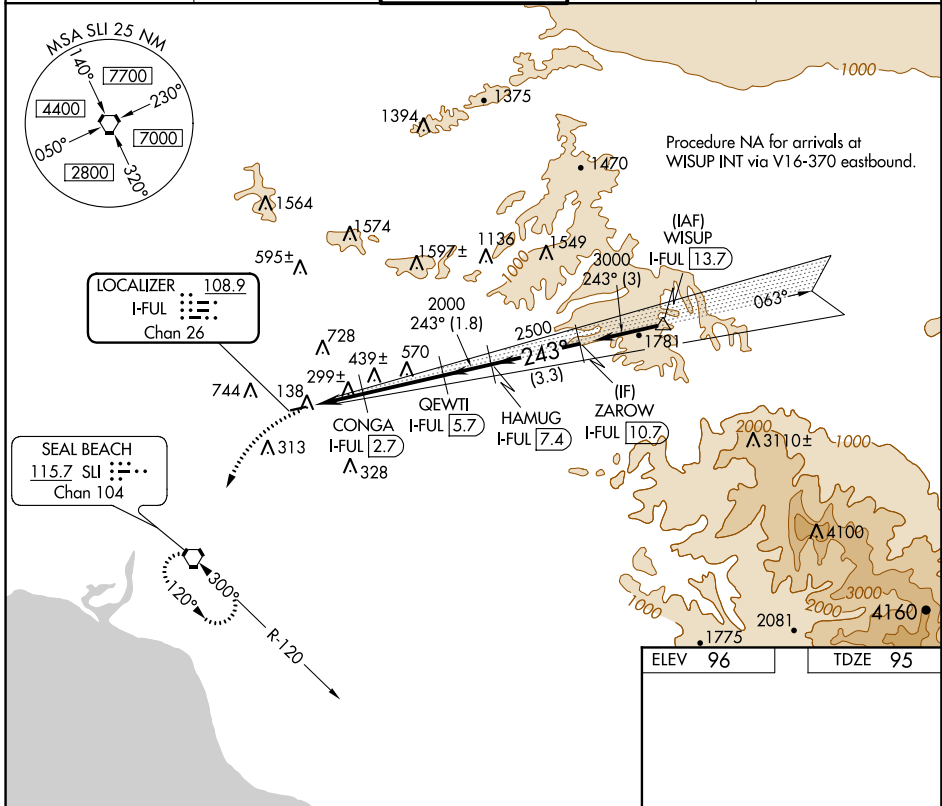 MSA SLI 25 NM
140°
7700
230°
4400
7000
050°
2800
320°
1375
1394
1000
Procedure NA for arrivals at
WISUP INT via V16-370 eastbound.
1470
1564
1574
595±
1597±
1136
1549
1000
(IAF)
WISUP
I-FUL 13.7
3000
243° (3)
063°
LOCALIZER 108.9
I-FUL
Chan 26
2000
243° (1.8)
2500
243°
(3.3)
1781
728
439±
570
744
138
299±
CONGA
I-FUL 2.7
QEWTI
I-FUL 5.7
HAMUG
I-FUL 7.4
(IF)
ZAROW
I-FUL 10.7
313
328
2000
3110±
1000
SEAL BEACH
115.7 SLI
Chan 104
4100
300°
120°
R-120
1000
3000
2000
4160
2081
1775
ELEV 96
TDZE 95